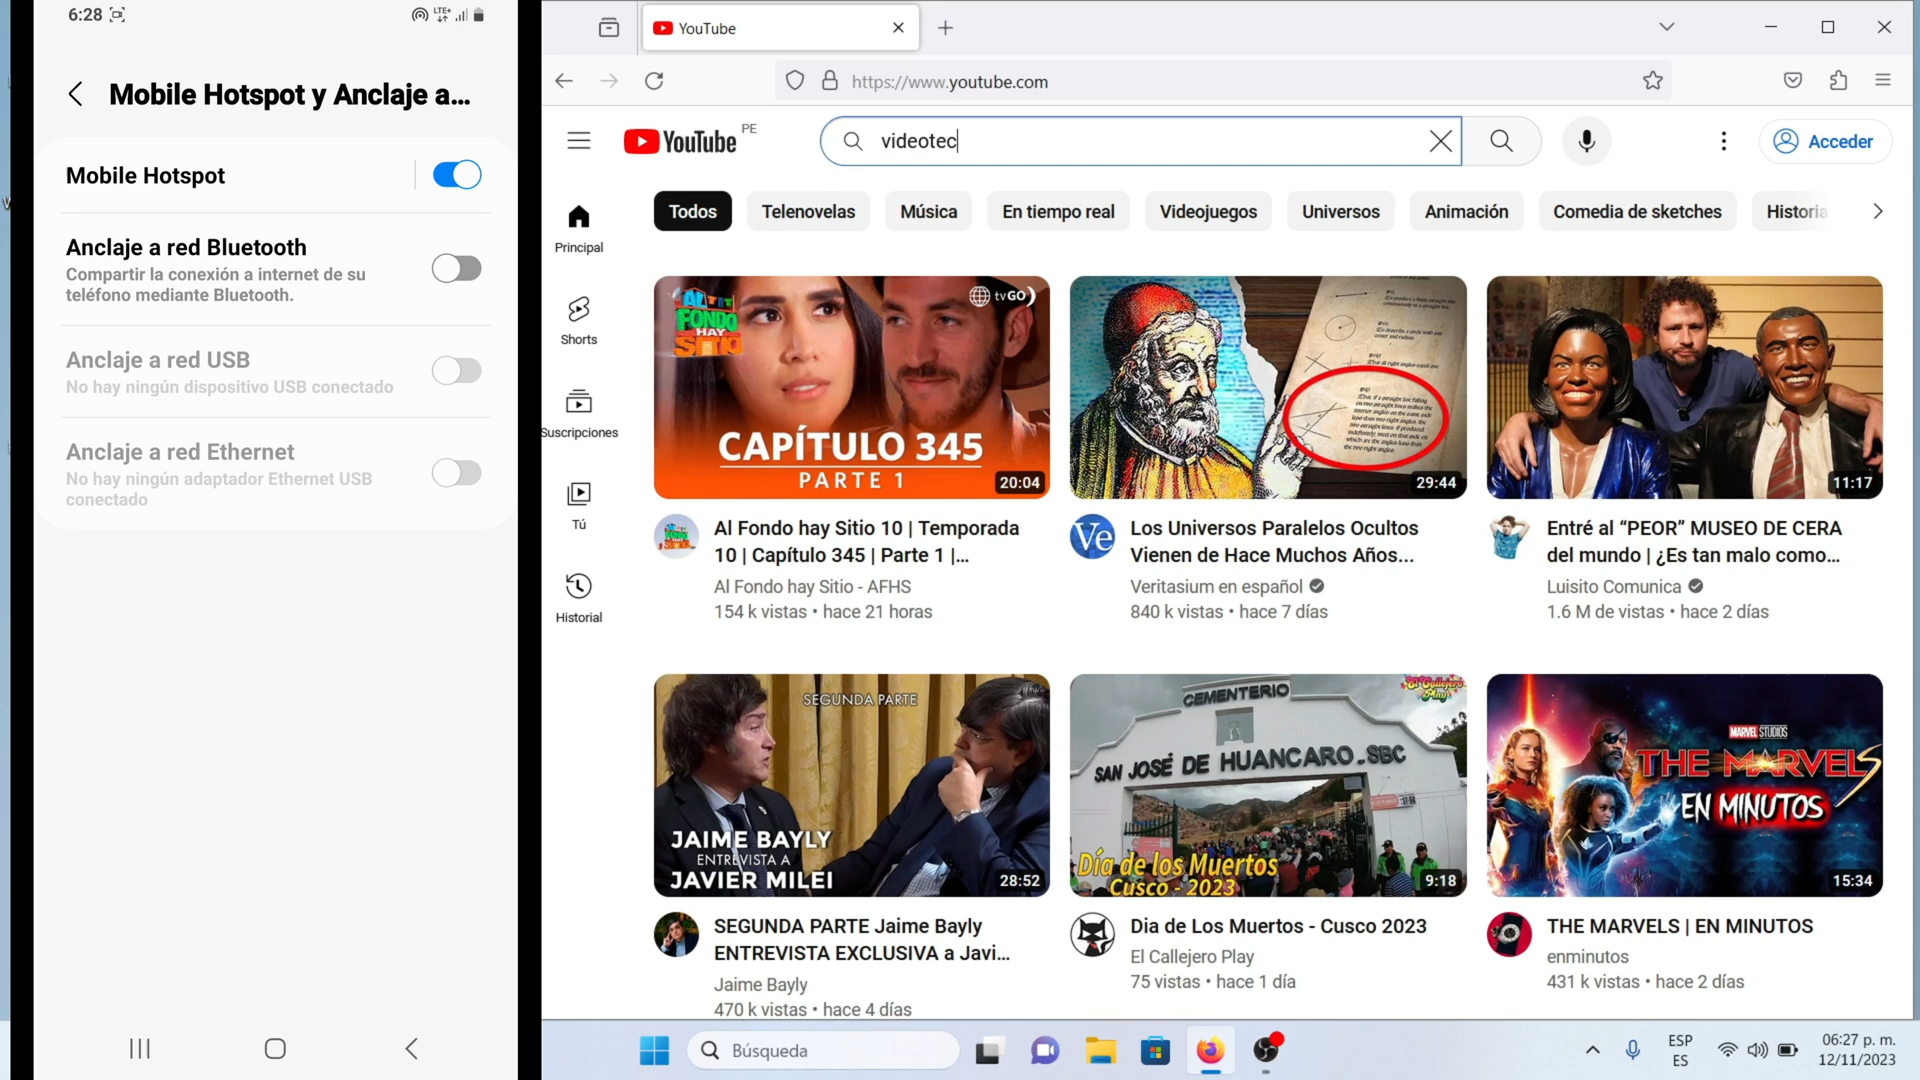 6:28
LTE+
Mobile Hotspot y Anclaje a...
Mobile Hotspot
Anclaje a red Bluetooth
Compartir la conexión a internet de su
teléfono mediante Bluetooth.
Anclaje a red USB
No hay ningún dispositivo USB conectado
Anclaje a red Ethernet
No hay ningún adaptador Ethernet USB
conectado
YouTube
https://www.youtube.com
YouTube PE
videotec
Acceder
Principal
Shorts
Suscripciones
Tú
Historial
Todos
Telenovelas
Música
En tiempo real
Videojuegos
Universos
Animación
Comedia de sketches
Historia
AL FONDO HAY SITIO
tvGO
CAPÍTULO 345
PARTE 1
20:04
Al Fondo hay Sitio 10 | Temporada
10 | Capítulo 345 | Parte 1 |...
Al Fondo hay Sitio - AFHS
154 k vistas • hace 21 horas
29:44
Ve
Los Universos Paralelos Ocultos
Vienen de Hace Muchos Años...
Veritasium en español
840 k vistas • hace 7 días
11:17
Entré al “PEOR” MUSEO DE CERA
del mundo | ¿Es tan malo como...
Luisito Comunica
1.6 M de vistas • hace 2 días
SEGUNDA PARTE
JAIME BAYLY
ENTREVISTA A
JAVIER MILEI
28:52
SEGUNDA PARTE Jaime Bayly
ENTREVISTA EXCLUSIVA a Javi...
Jaime Bayly
470 k vistas • hace 4 días
El Callejero
Play
CEMENTERIO
SAN JOSÉ DE HUANCARO_SBC
Día de los Muertos
Cusco - 2023
9:18
Dia de Los Muertos - Cusco 2023
El Callejero Play
75 vistas • hace 1 día
MARVEL STUDIOS
THE MARVELS
EN MINUTOS
15:34
THE MARVELS | EN MINUTOS
enminutos
431 k vistas • hace 2 días
Búsqueda
ESP
ES
06:27 p. m.
12/11/2023